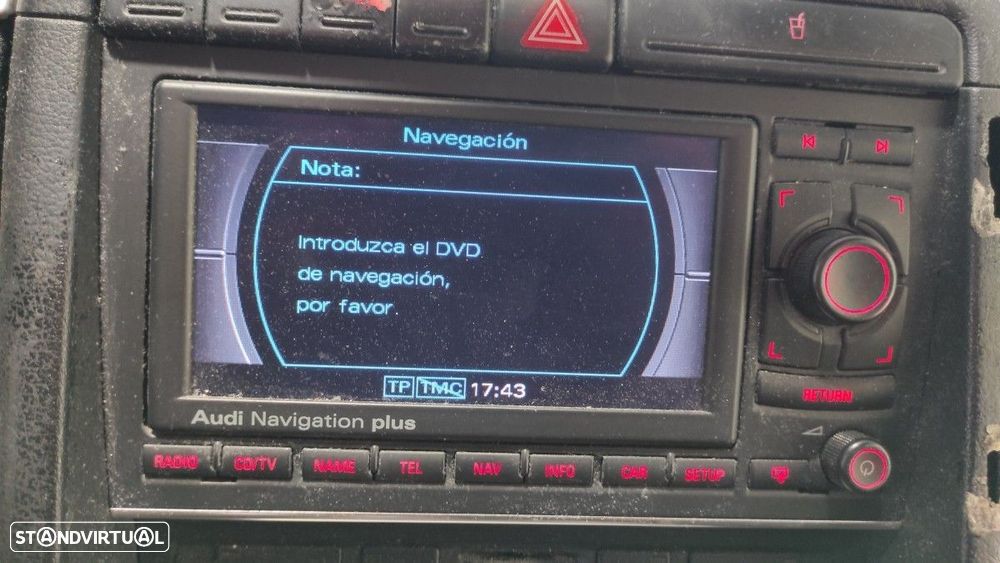 Navegación
Nota:
Introduzca el DVD
de navegación,
por favor.
TP TMC 17:43
Audi Navigation plus
RETURN
RADIO CD/TV NAME TEL NAV INFO CAR SETUP
STANDVIRTUAL